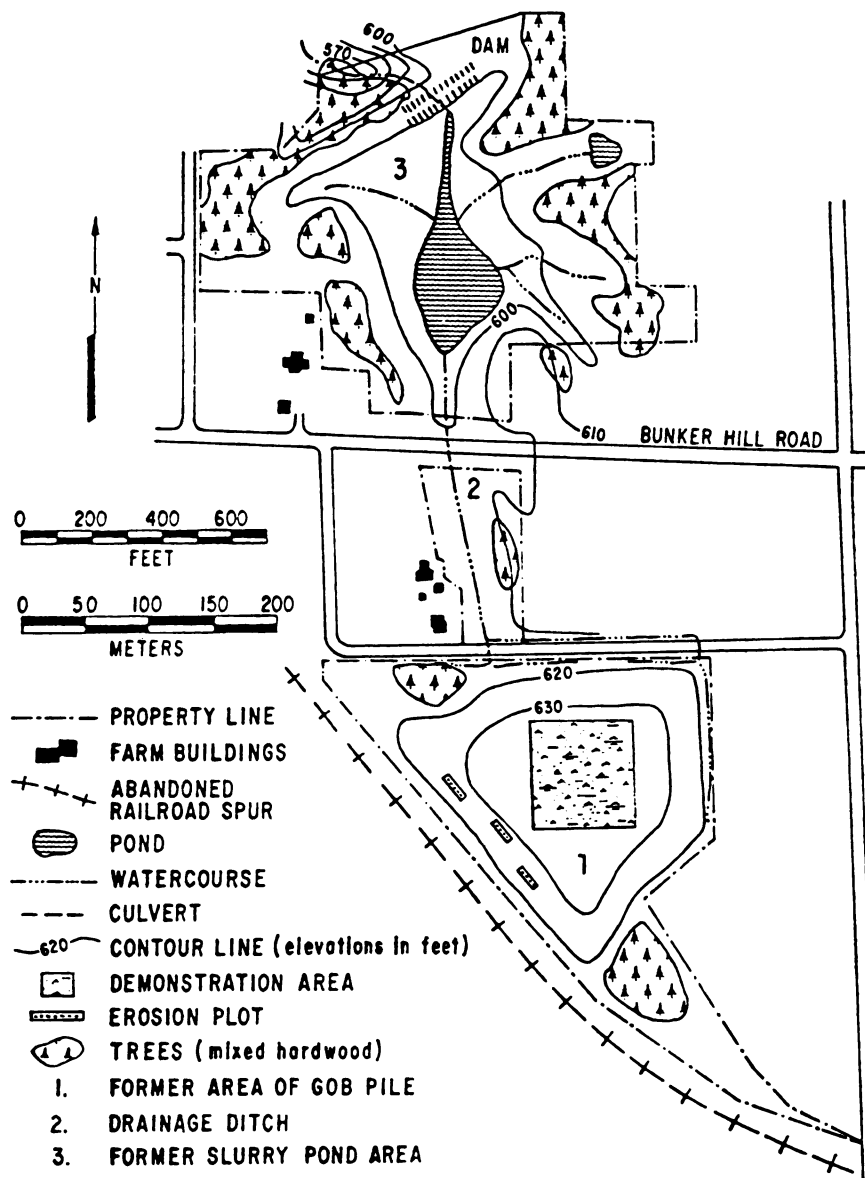 600
570
DAM
3
N
600
610 BUNKER HILL ROAD
2
0 200 400 600
FEET
0 50 100 150 200
METERS
620
630
1
PROPERTY LINE
FARM BUILDINGS
ABANDONED
RAILROAD SPUR
POND
WATERCOURSE
CULVERT
620 CONTOUR LINE (elevations in feet)
DEMONSTRATION AREA
EROSION PLOT
TREES (mixed hardwood)
1. FORMER AREA OF GOB PILE
2. DRAINAGE DITCH
3. FORMER SLURRY POND AREA